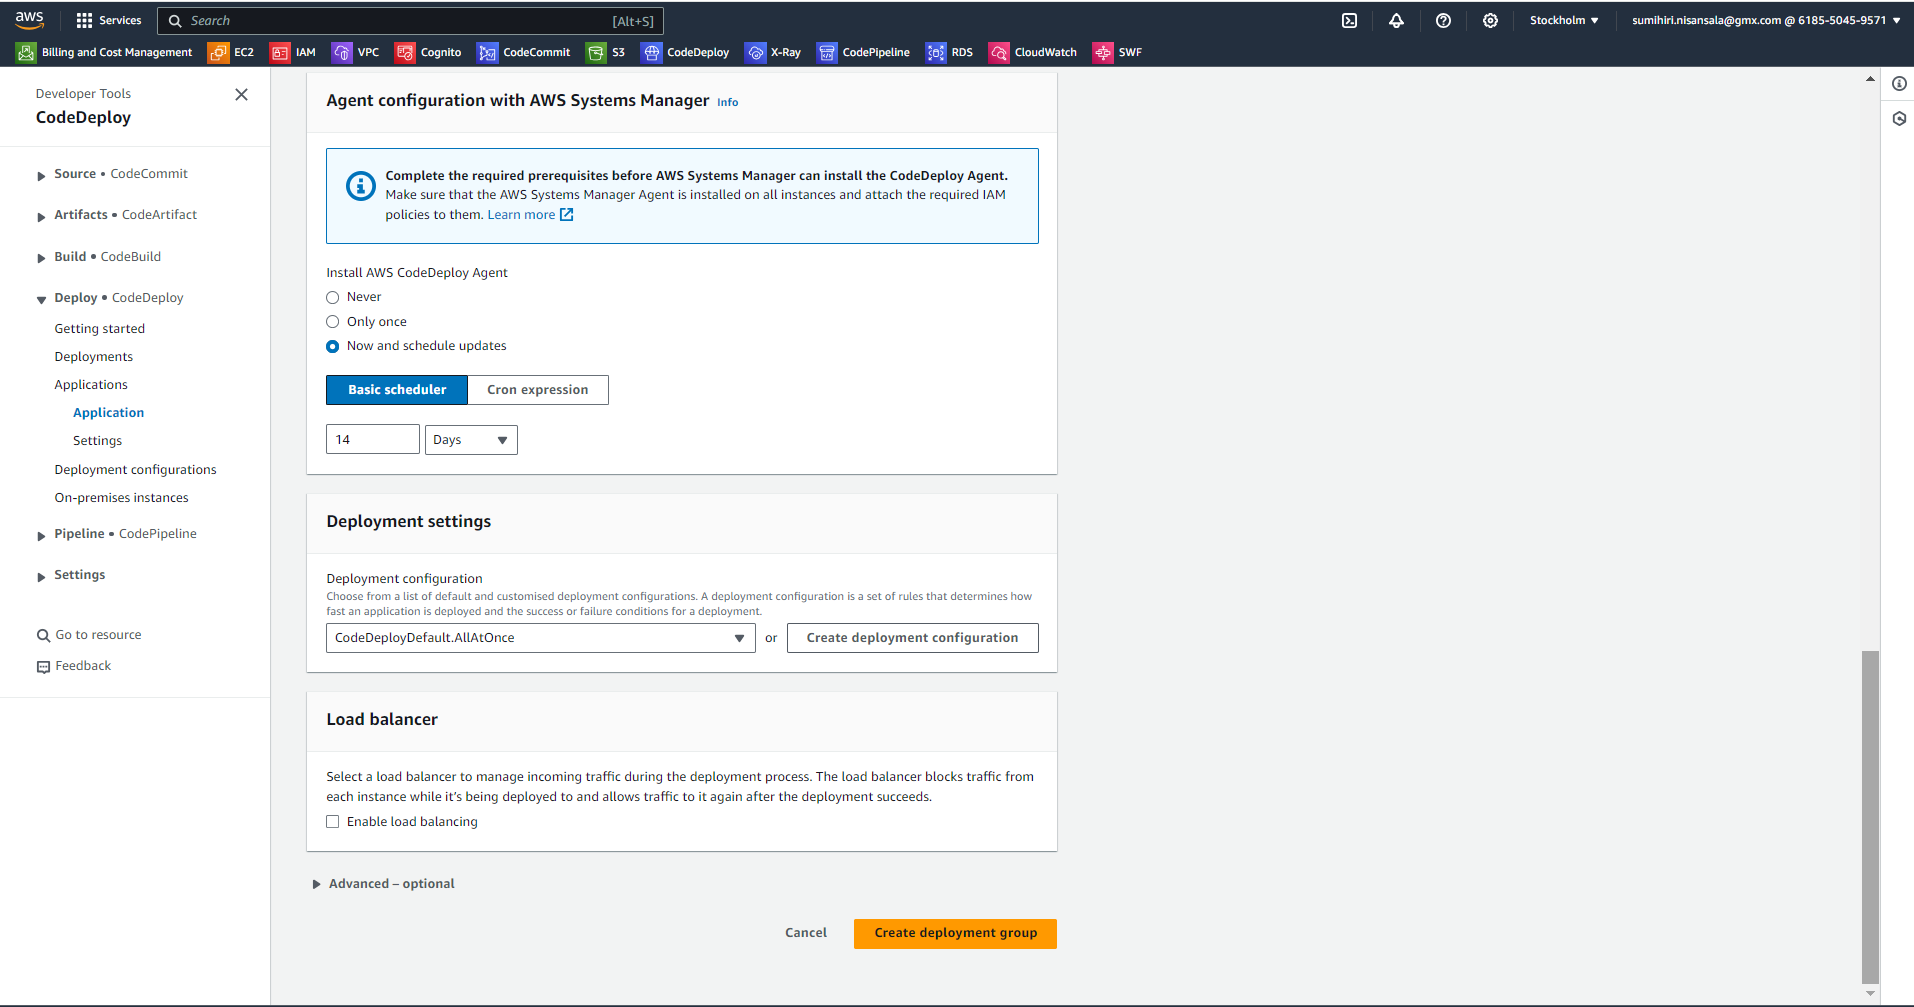 aws
Services
Search
[Alt+S]
Stockholm
sumihiri.nisansala@gmx.com @ 6185-5045-9571
Billing and Cost Management
EC2
IAM
VPC
Cognito
CodeCommit
S3
CodeDeploy
X-Ray
CodePipeline
RDS
CloudWatch
SWF
Developer Tools
CodeDeploy
Source • CodeCommit
Artifacts • CodeArtifact
Build • CodeBuild
Deploy • CodeDeploy
Getting started
Deployments
Applications
Application
Settings
Deployment configurations
On-premises instances
Pipeline • CodePipeline
Settings
Go to resource
Feedback
Agent configuration with AWS Systems Manager Info
Complete the required prerequisites before AWS Systems Manager can install the CodeDeploy Agent.
Make sure that the AWS Systems Manager Agent is installed on all instances and attach the required IAM
policies to them. Learn more
Install AWS CodeDeploy Agent
Never
Only once
Now and schedule updates
Basic scheduler
Cron expression
14
Days
Deployment settings
Deployment configuration
Choose from a list of default and customised deployment configurations. A deployment configuration is a set of rules that determines how
fast an application is deployed and the success or failure conditions for a deployment.
CodeDeployDefault.AllAtOnce
or
Create deployment configuration
Load balancer
Select a load balancer to manage incoming traffic during the deployment process. The load balancer blocks traffic from
each instance while it’s being deployed to and allows traffic to it again after the deployment succeeds.
Enable load balancing
Advanced – optional
Cancel
Create deployment group